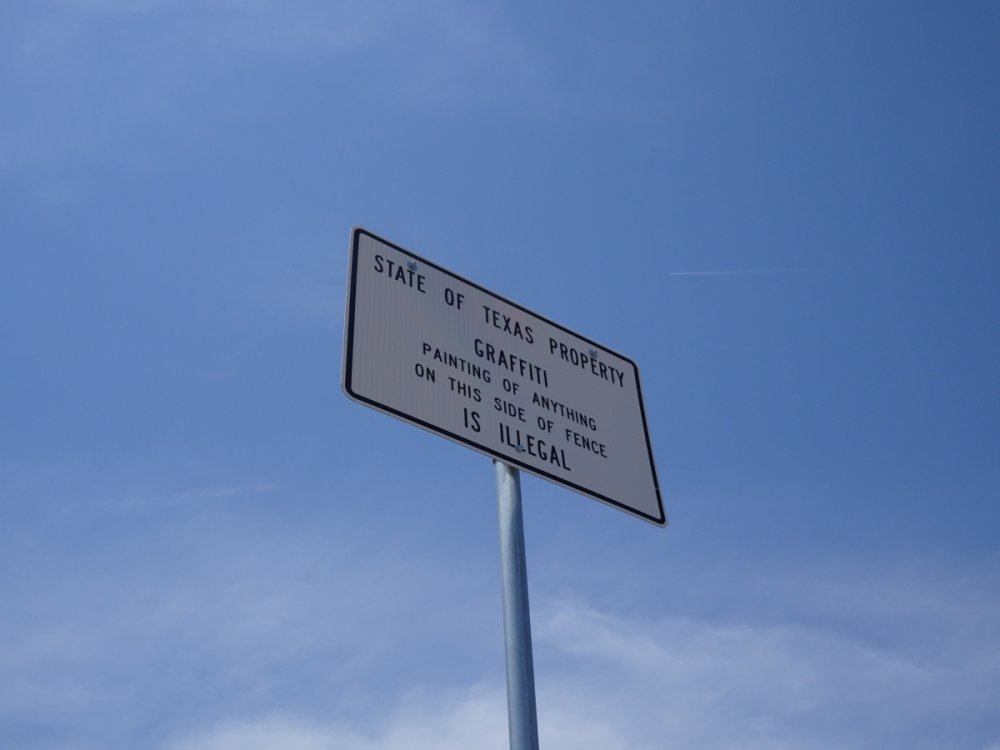 STATE OF TEXAS PROPERTY
GRAFFITI
PAINTING OF ANYTHING
ON THIS SIDE OF FENCE
IS ILLEGAL